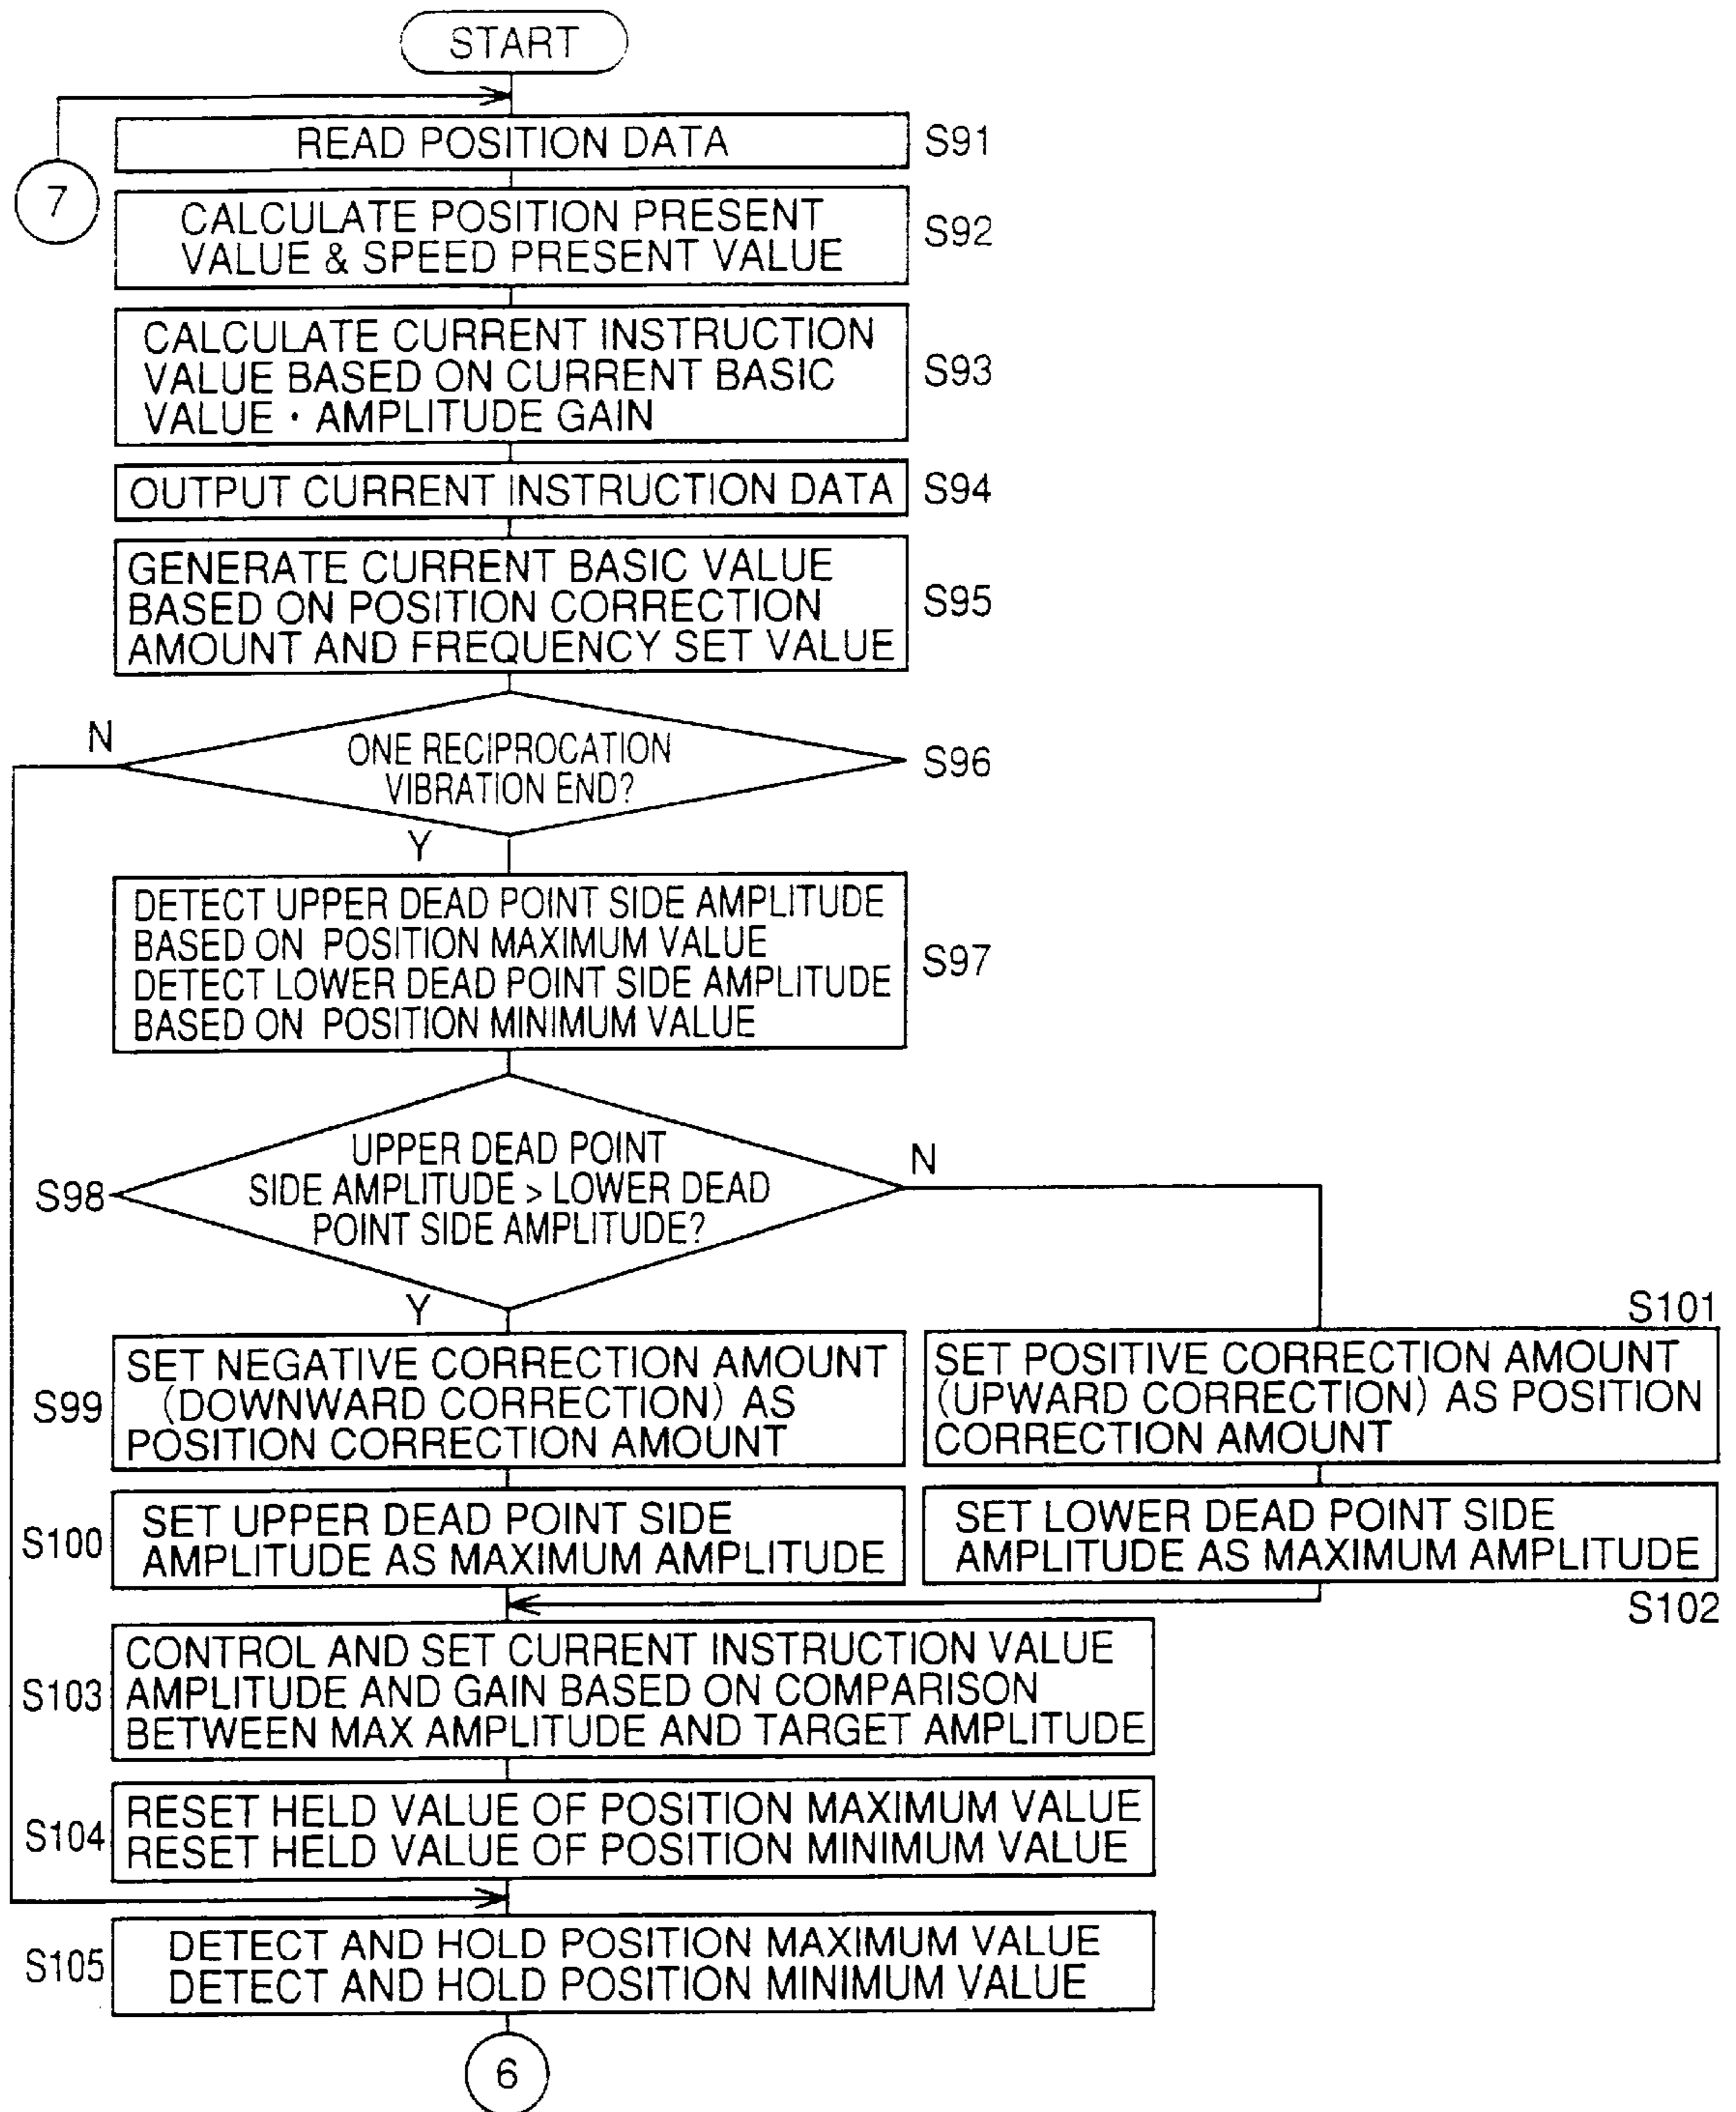 START
7
READ POSITION DATA
S91
CALCULATE POSITION PRESENT
VALUE & SPEED PRESENT VALUE
S92
CALCULATE CURRENT INSTRUCTION
VALUE BASED ON CURRENT BASIC
VALUE · AMPLITUDE GAIN
S93
OUTPUT CURRENT INSTRUCTION DATA
S94
GENERATE CURRENT BASIC VALUE
BASED ON POSITION CORRECTION
AMOUNT AND FREQUENCY SET VALUE
S95
N
ONE RECIPROCATION
VIBRATION END?
S96
Y
DETECT UPPER DEAD POINT SIDE AMPLITUDE
BASED ON POSITION MAXIMUM VALUE
DETECT LOWER DEAD POINT SIDE AMPLITUDE
BASED ON POSITION MINIMUM VALUE
S97
S98
UPPER DEAD POINT
SIDE AMPLITUDE > LOWER DEAD
POINT SIDE AMPLITUDE?
N
Y
S99
SET NEGATIVE CORRECTION AMOUNT
(DOWNWARD CORRECTION) AS
POSITION CORRECTION AMOUNT
S101
SET POSITIVE CORRECTION AMOUNT
(UPWARD CORRECTION) AS POSITION
CORRECTION AMOUNT
S100
SET UPPER DEAD POINT SIDE
AMPLITUDE AS MAXIMUM AMPLITUDE
SET LOWER DEAD POINT SIDE
AMPLITUDE AS MAXIMUM AMPLITUDE
S102
S103
CONTROL AND SET CURRENT INSTRUCTION VALUE
AMPLITUDE AND GAIN BASED ON COMPARISON
BETWEEN MAX AMPLITUDE AND TARGET AMPLITUDE
S104
RESET HELD VALUE OF POSITION MAXIMUM VALUE
RESET HELD VALUE OF POSITION MINIMUM VALUE
S105
DETECT AND HOLD POSITION MAXIMUM VALUE
DETECT AND HOLD POSITION MINIMUM VALUE
6